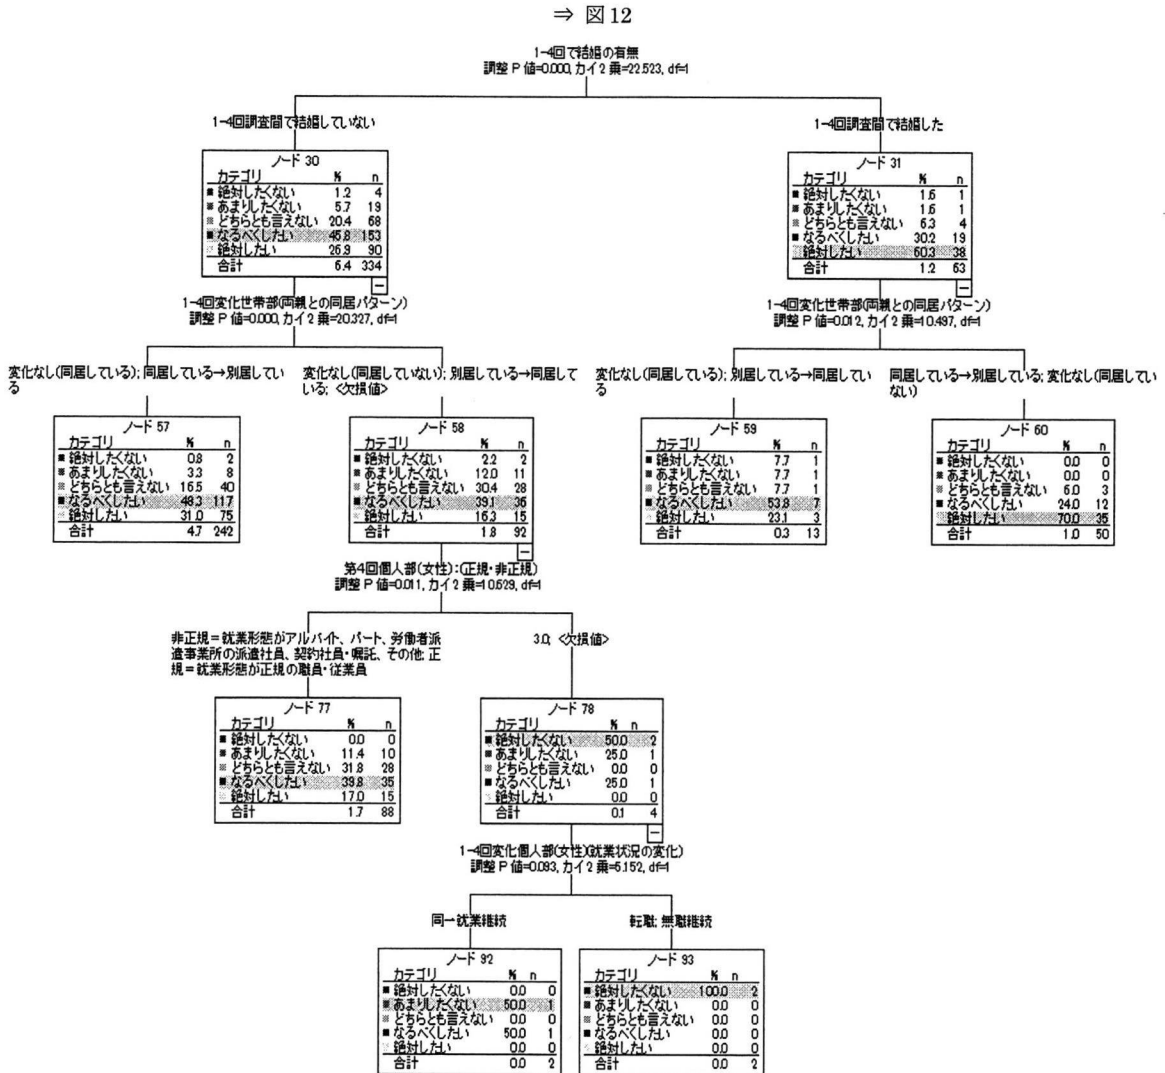 ⇒ 図12
1-4回で結婚の有無
調整 P 値=0.000, カイ2 乗=22.523, df=1
1-4回調査間で結婚していない
1-4回調査間で結婚した
ノード 30
カテゴリ % n
絶対したくない 1.2 4
あまりしたくない 5.7 19
どちらとも言えない 20.4 68
なるべくしたい 45.8 153
絶対したい 26.9 90
合計 6.4 334
ノード 31
カテゴリ % n
絶対したくない 1.6 1
あまりしたくない 1.6 1
どちらとも言えない 6.3 4
なるべくしたい 30.2 19
絶対したい 60.3 38
合計 1.2 63
1-4回変化世帯部(両親との同居パターン)
調整 P 値=0.000, カイ2 乗=20.327, df=1
1-4回変化世帯部(両親との同居パターン)
調整 P 値=0.012, カイ2 乗=10.497, df=1
変化なし(同居している); 同居している→別居してい
る
変化なし(同居していない); 別居している→同居して
いる; <欠損値>
変化なし(同居している); 別居している→同居してい
る
同居している→別居している; 変化なし(同居してい
ない)
ノード 57
カテゴリ % n
絶対したくない 0.8 2
あまりしたくない 3.3 8
どちらとも言えない 16.5 40
なるべくしたい 48.3 117
絶対したい 31.0 75
合計 4.7 242
ノード 58
カテゴリ % n
絶対したくない 2.2 2
あまりしたくない 12.0 11
どちらとも言えない 30.4 28
なるべくしたい 39.1 36
絶対したい 16.3 15
合計 1.8 92
ノード 59
カテゴリ % n
絶対したくない 7.7 1
あまりしたくない 7.7 1
どちらとも言えない 7.7 1
なるべくしたい 53.8 7
絶対したい 23.1 3
合計 0.3 13
ノード 60
カテゴリ % n
絶対したくない 0.0 0
あまりしたくない 0.0 0
どちらとも言えない 6.0 3
なるべくしたい 24.0 12
絶対したい 70.0 35
合計 1.0 50
第4回個人部(女性):(正規・非正規)
調整 P 値=0.011, カイ2 乗=10.629, df=1
非正規=就業形態がアルバイト、パート、労働者派
遣事業所の派遣社員、契約社員・嘱託、その他; 正
規=就業形態が正規の職員・従業員
3.0; <欠損値>
ノード 77
カテゴリ % n
絶対したくない 0.0 0
あまりしたくない 11.4 10
どちらとも言えない 31.8 28
なるべくしたい 39.8 35
絶対したい 17.0 15
合計 1.7 88
ノード 78
カテゴリ % n
絶対したくない 50.0 2
あまりしたくない 25.0 1
どちらとも言えない 0.0 0
なるべくしたい 25.0 1
絶対したい 0.0 0
合計 0.1 4
1-4回変化個人部(女性)(就業状況の変化)
調整 P 値=0.093, カイ2 乗=5.152, df=1
同一就業継続
転職; 無職継続
ノード 92
カテゴリ % n
絶対したくない 0.0 0
あまりしたくない 50.0 1
どちらとも言えない 0.0 0
なるべくしたい 50.0 1
絶対したい 0.0 0
合計 0.0 2
ノード 93
カテゴリ % n
絶対したくない 100.0 2
あまりしたくない 0.0 0
どちらとも言えない 0.0 0
なるべくしたい 0.0 0
絶対したい 0.0 0
合計 0.0 2